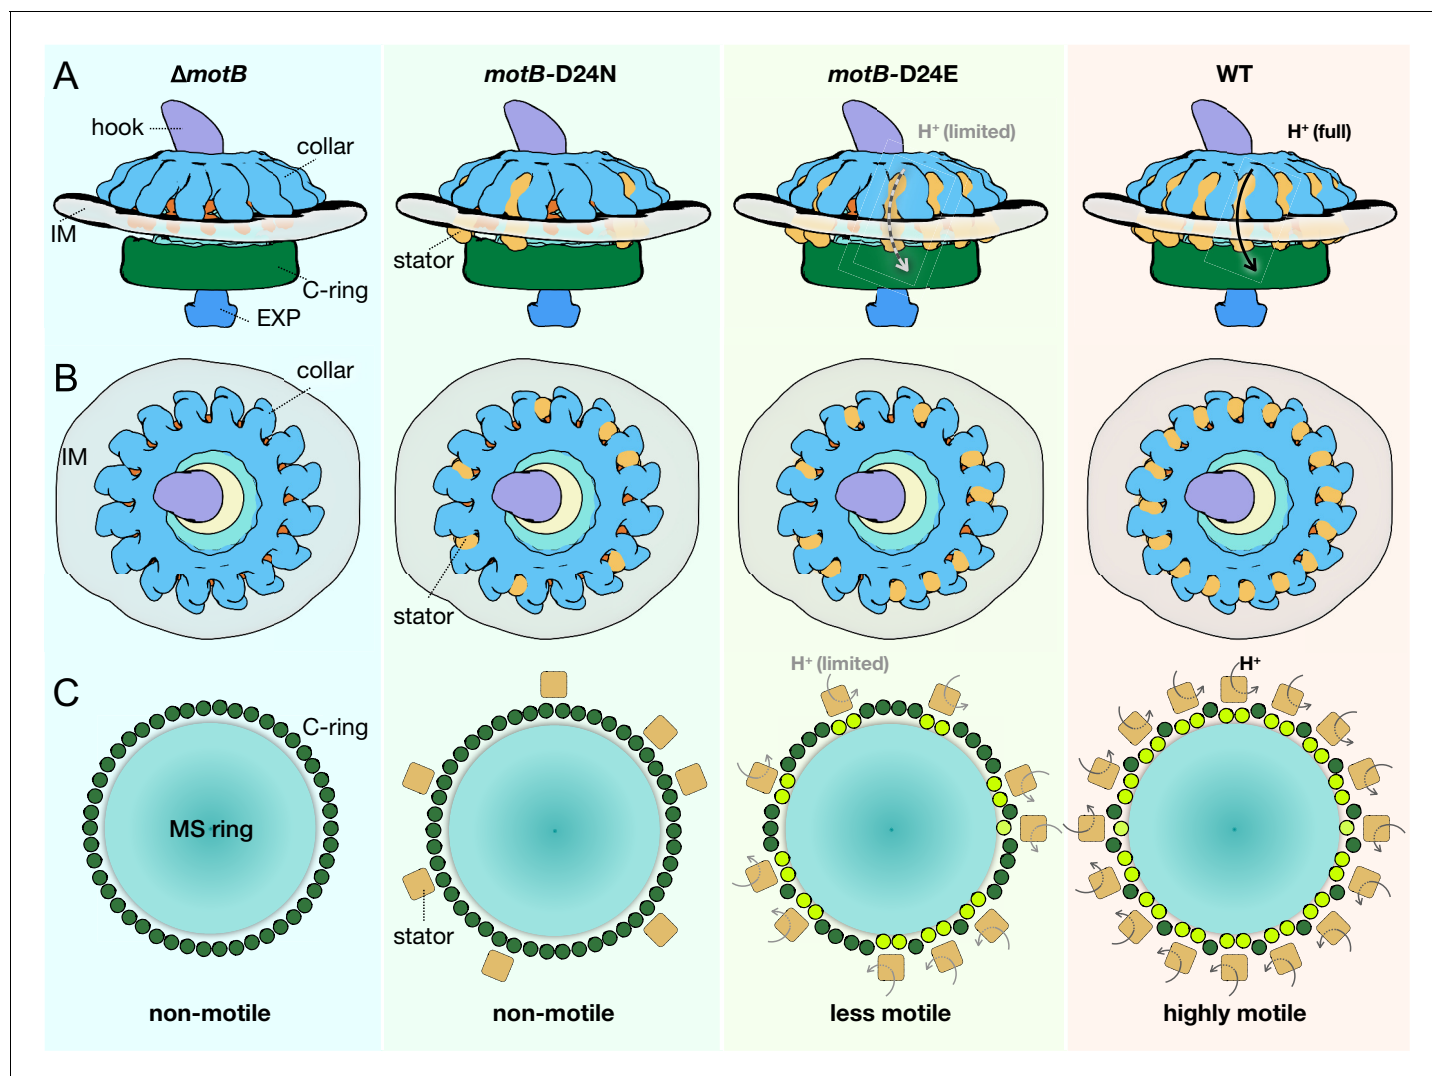 A
ΔmotB
motB-D24N
motB-D24E
WT
hook
collar
H⁺ (limited)
H⁺ (full)
IM
stator
C-ring
EXP
B
collar
IM
stator
C
H⁺ (limited)
H⁺
C-ring
MS ring
stator
non-motile
non-motile
less motile
highly motile